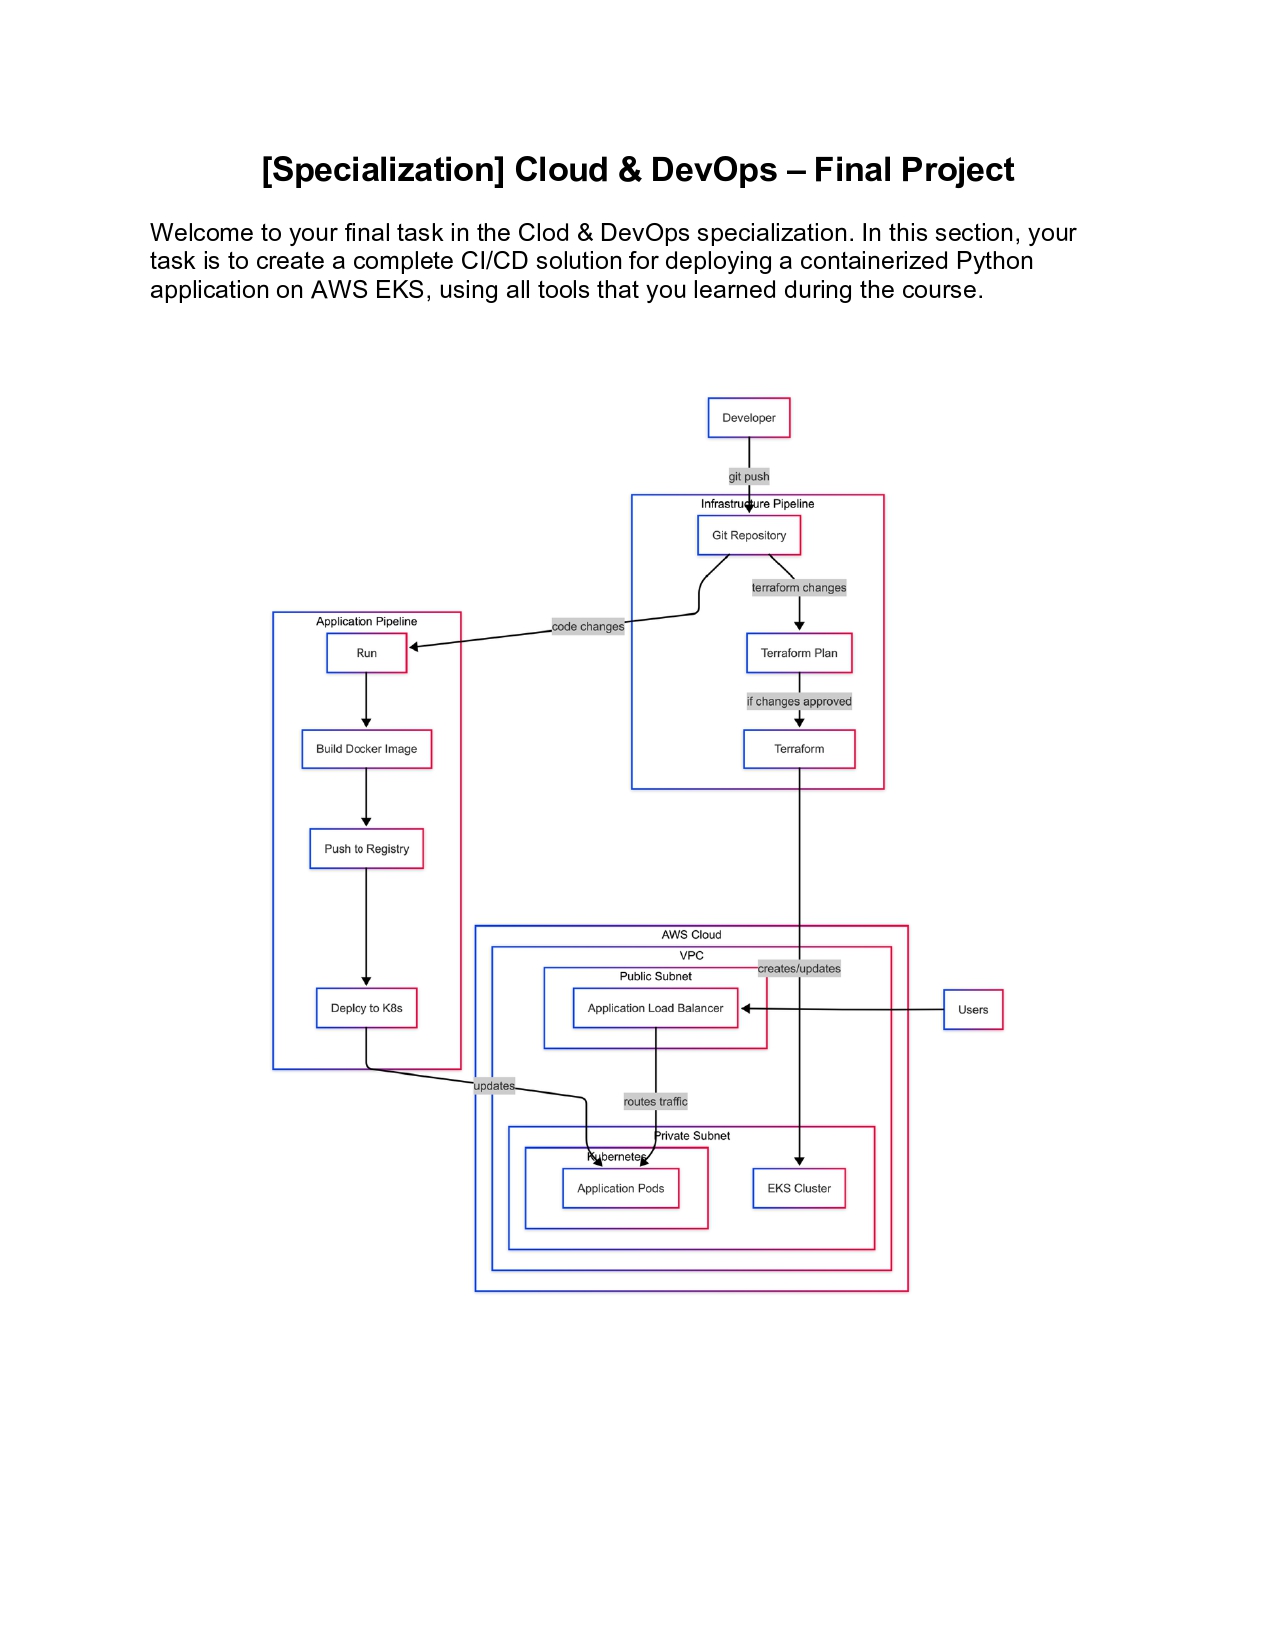 [Specialization] Cloud & DevOps – Final Project
Welcome to your final task in the Clod & DevOps specialization. In this section, your
task is to create a complete CI/CD solution for deploying a containerized Python
application on AWS EKS, using all tools that you learned during the course.
Developer
git push
Infrastructure Pipeline
Git Repository
terraform changes
code changes
Application Pipeline
Run
Terraform Plan
if changes approved
Build Docker Image
Terraform
Push to Registry
AWS Cloud
VPC
creates/updates
Public Subnet
Application Load Balancer
Deploy to K8s
Users
updates
routes traffic
Private Subnet
Kubernetes
Application Pods
EKS Cluster